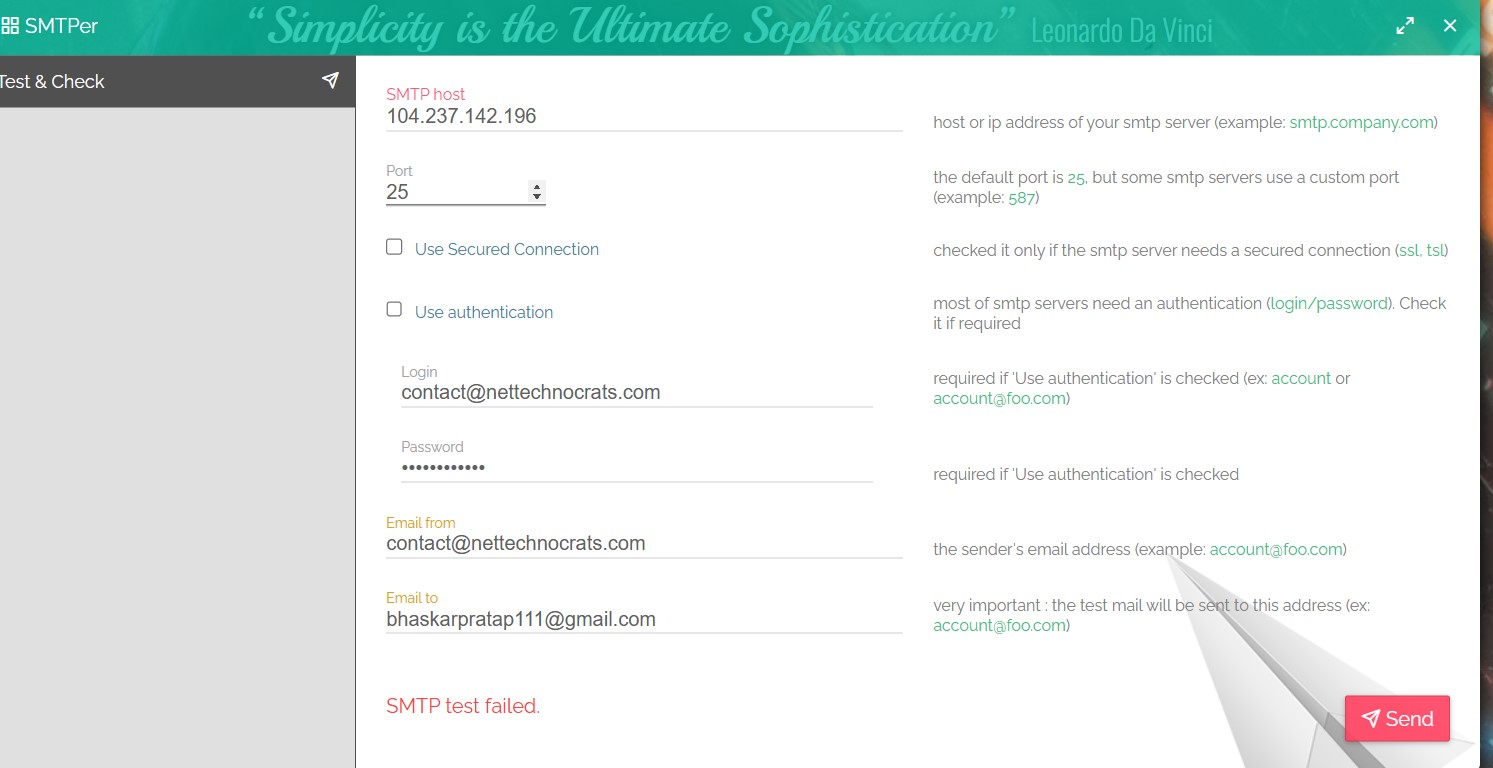 SMTPer
“Simplicity is the Ultimate Sophistication” Leonardo Da Vinci
Test & Check
SMTP host
104.237.142.196
host or ip address of your smtp server (example: smtp.company.com)
Port
25
the default port is 25, but some smtp servers use a custom port
(example: 587)
Use Secured Connection
checked it only if the smtp server needs a secured connection (ssl, tsl)
Use authentication
most of smtp servers need an authentication (login/password). Check
it if required
Login
contact@nettechnocrats.com
required if 'Use authentication' is checked (ex: account or
account@foo.com)
Password
••••••••••••
required if 'Use authentication' is checked
Email from
contact@nettechnocrats.com
the sender's email address (example: account@foo.com)
Email to
bhaskarpratap111@gmail.com
very important : the test mail will be sent to this address (ex:
account@foo.com)
SMTP test failed.
Send